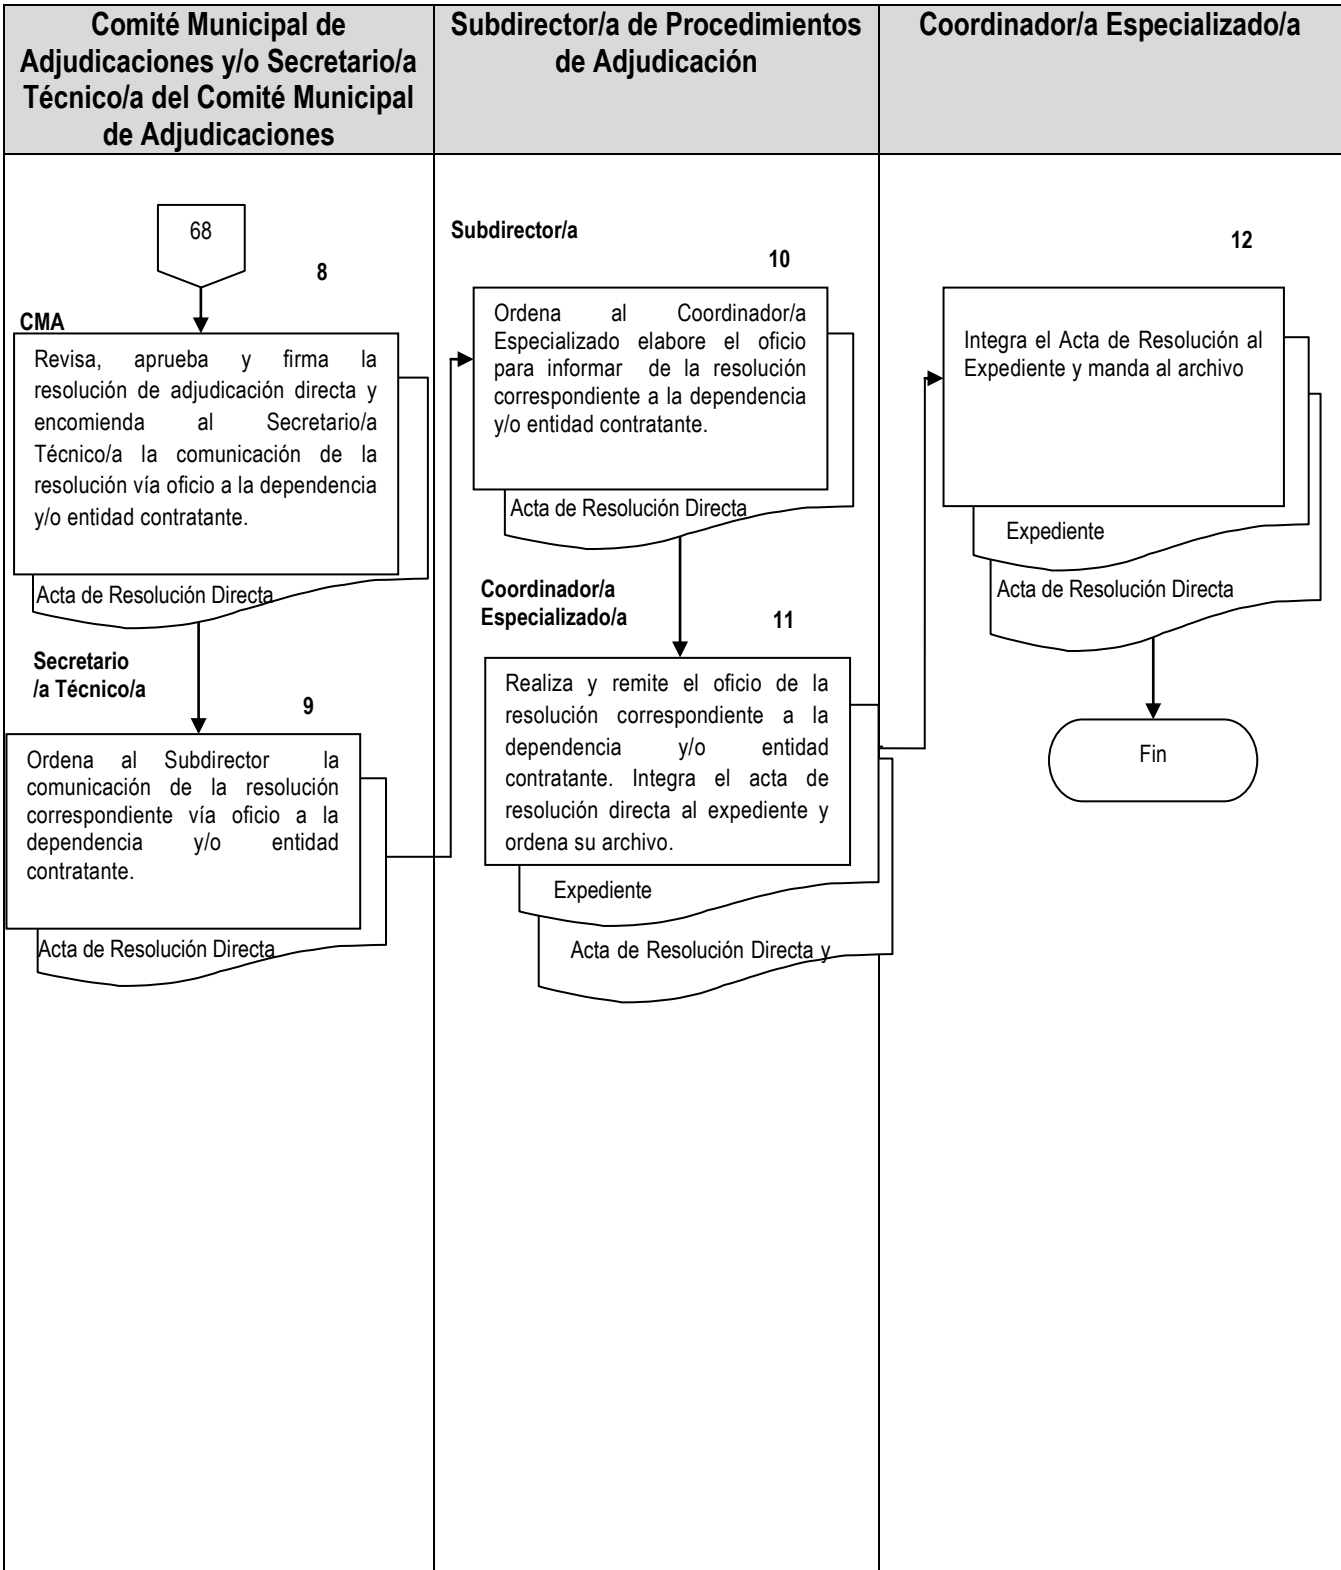 Comité Municipal de
Adjudicaciones y/o Secretario/a
Técnico/a del Comité Municipal
de Adjudicaciones
Subdirector/a de Procedimientos
de Adjudicación
Coordinador/a Especializado/a
68
8
CMA
Revisa, aprueba y firma la
resolución de adjudicación directa y
encomienda al Secretario/a
Técnico/a la comunicación de la
resolución vía oficio a la dependencia
y/o entidad contratante.
Acta de Resolución Directa
Secretario
/a Técnico/a
9
Ordena al Subdirector la
comunicación de la resolución
correspondiente vía oficio a la
dependencia y/o entidad
contratante.
Acta de Resolución Directa
Subdirector/a
10
Ordena al Coordinador/a
Especializado elabore el oficio
para informar de la resolución
correspondiente a la dependencia
y/o entidad contratante.
Acta de Resolución Directa
Coordinador/a
Especializado/a
11
Realiza y remite el oficio de la
resolución correspondiente a la
dependencia y/o entidad
contratante. Integra el acta de
resolución directa al expediente y
ordena su archivo.
Expediente
Acta de Resolución Directa y
12
Integra el Acta de Resolución al
Expediente y manda al archivo
Expediente
Acta de Resolución Directa
Fin